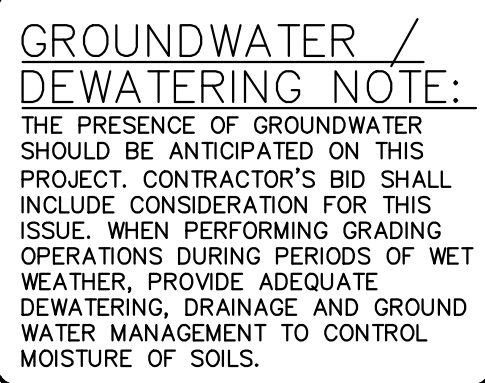 GROUNDWATER /
DEWATERING NOTE:
THE PRESENCE OF GROUNDWATER
SHOULD BE ANTICIPATED ON THIS
PROJECT. CONTRACTOR'S BID SHALL
INCLUDE CONSIDERATION FOR THIS
ISSUE. WHEN PERFORMING GRADING
OPERATIONS DURING PERIODS OF WET
WEATHER, PROVIDE ADEQUATE
DEWATERING, DRAINAGE AND GROUND
WATER MANAGEMENT TO CONTROL
MOISTURE OF SOILS.